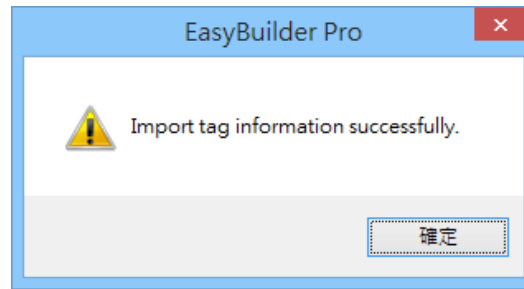 EasyBuilder Pro
Import tag information successfully.
確定